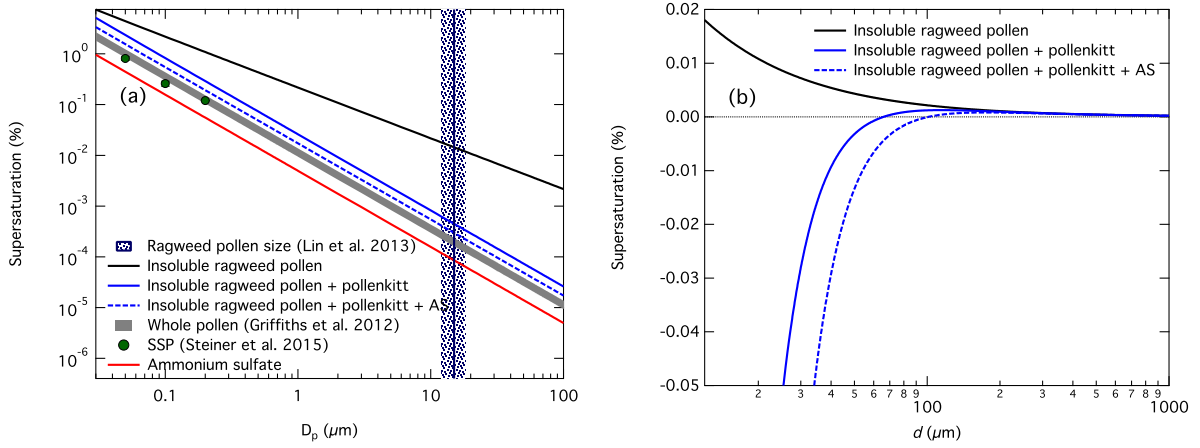 Supersaturation (%)
10^0
10^-1
10^-2
10^-3
10^-4
10^-5
10^-6
(a)
Ragweed pollen size (Lin et al. 2013)
Insoluble ragweed pollen
Insoluble ragweed pollen + pollenkitt
Insoluble ragweed pollen + pollenkitt + AS
Whole pollen (Griffiths et al. 2012)
SSP (Steiner et al. 2015)
Ammonium sulfate
0.1 1 10 100
D_p (µm)
Supersaturation (%)
0.02
0.01
0.00
-0.01
-0.02
-0.03
-0.04
-0.05
(b)
Insoluble ragweed pollen
Insoluble ragweed pollen + pollenkitt
Insoluble ragweed pollen + pollenkitt + AS
2 3 4 5 6 7 8 9 100 2 3 4 5 6 7 8 9 1000
d (µm)